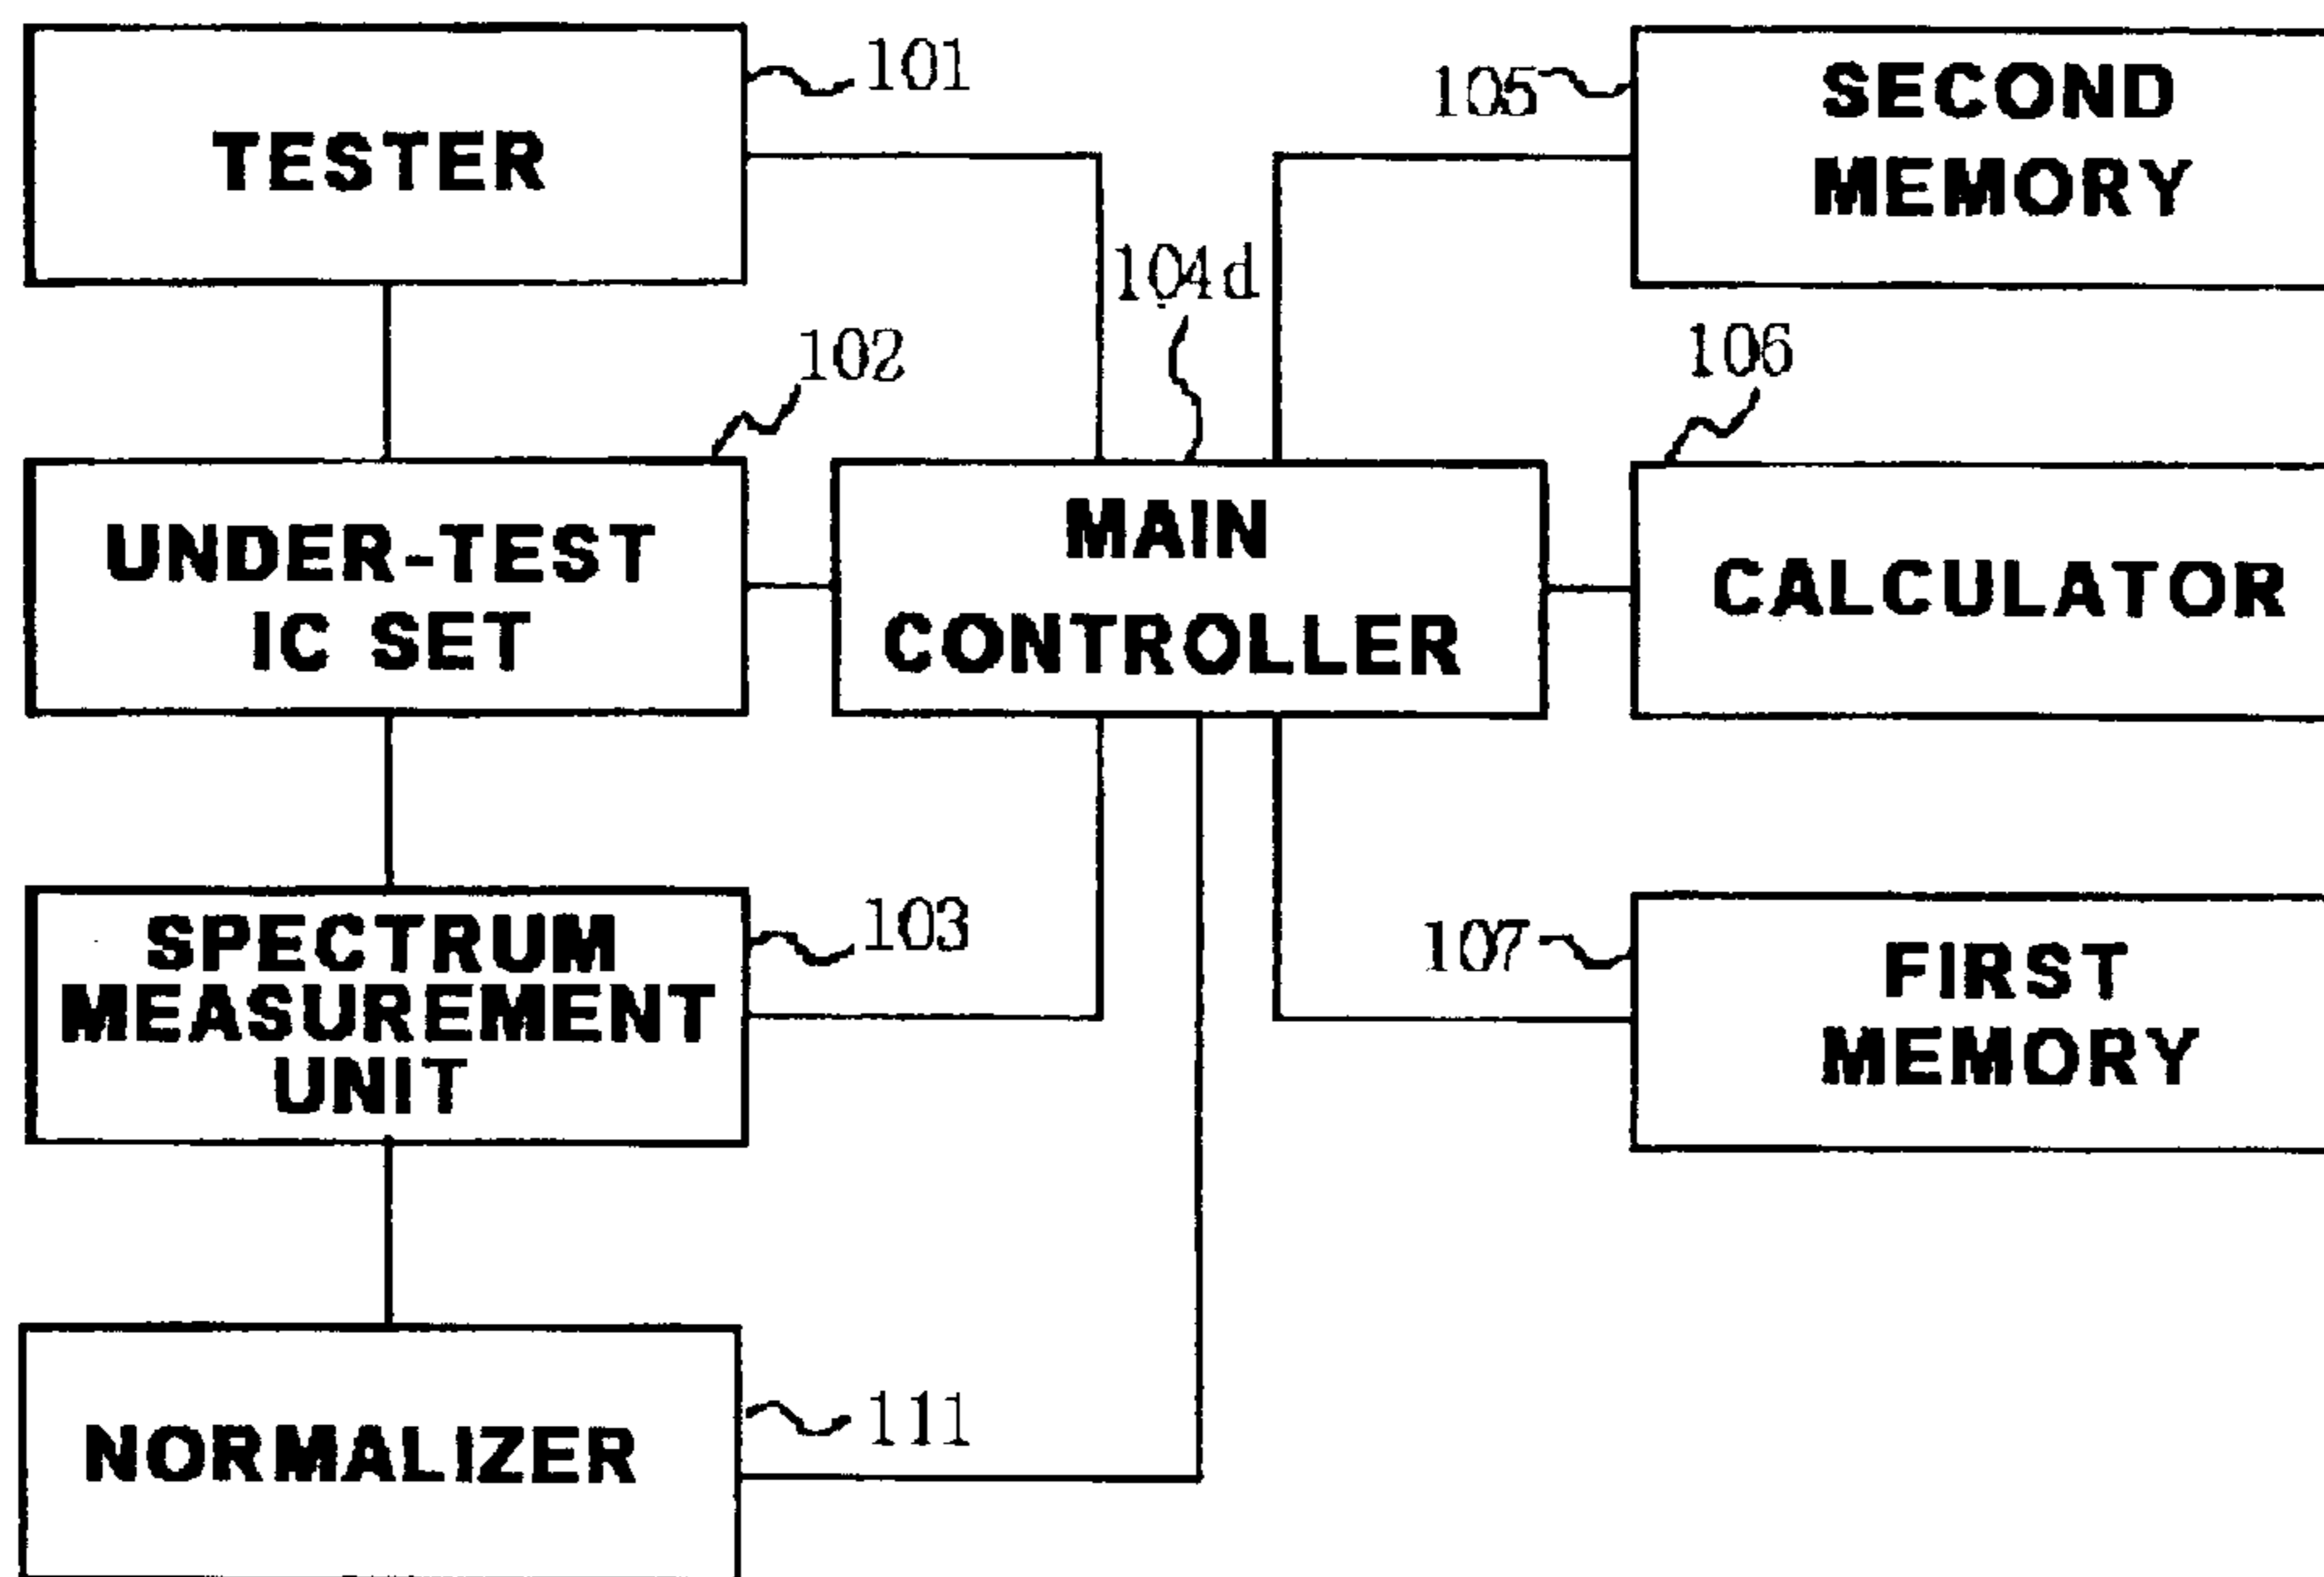 101
TESTER
105
SECOND
MEMORY
104d
102
106
UNDER-TEST
IC SET
MAIN
CONTROLLER
CALCULATOR
103
SPECTRUM
MEASUREMENT
UNIT
107
FIRST
MEMORY
111
NORMALIZER